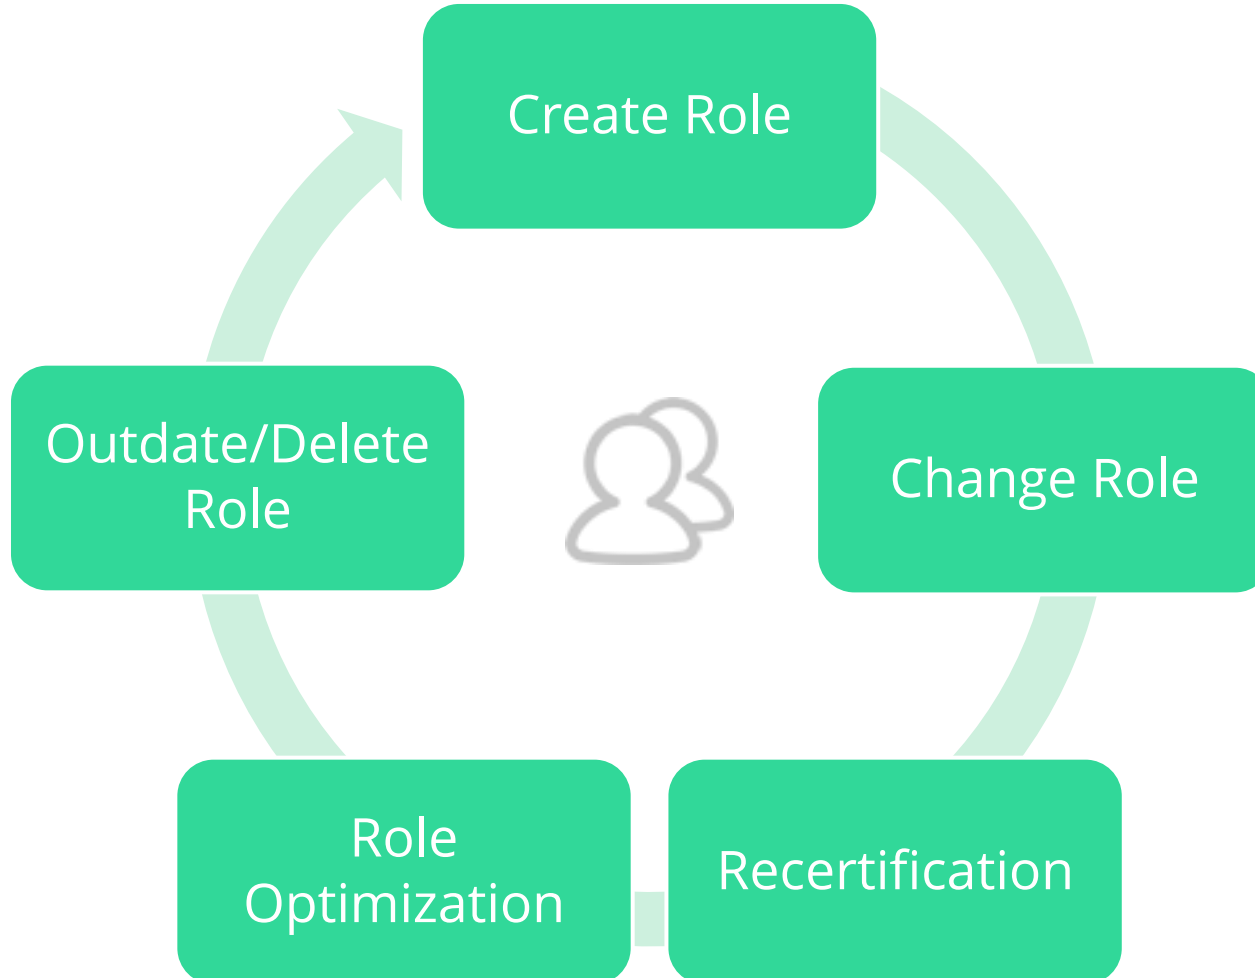 Create Role
Change Role
Recertification
Role
Optimization
Outdate/Delete
Role